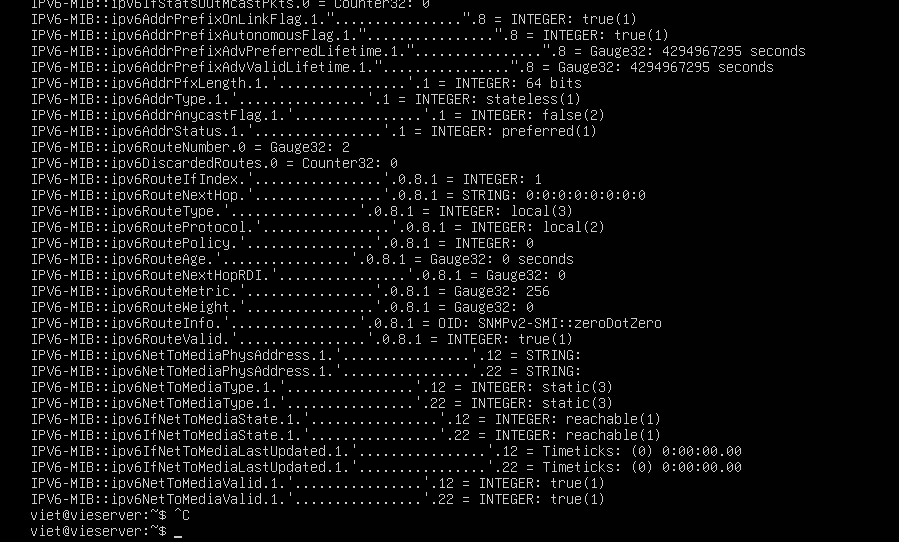 IPV6-MIB::ipv6IfStatsOutMcastPkts.0 = Counter32: 0
IPV6-MIB::ipv6AddrPrefixOnLinkFlag.1."................".8 = INTEGER: true(1)
IPV6-MIB::ipv6AddrPrefixAutonomousFlag.1."................".8 = INTEGER: true(1)
IPV6-MIB::ipv6AddrPrefixAdvPreferredLifetime.1."................".8 = Gauge32: 4294967295 seconds
IPV6-MIB::ipv6AddrPrefixAdvValidLifetime.1."................".8 = Gauge32: 4294967295 seconds
IPV6-MIB::ipv6AddrPfxLength.1.'................'.1 = INTEGER: 64 bits
IPV6-MIB::ipv6AddrType.1.'................'.1 = INTEGER: stateless(1)
IPV6-MIB::ipv6AddrAnycastFlag.1.'................'.1 = INTEGER: false(2)
IPV6-MIB::ipv6AddrStatus.1.'................'.1 = INTEGER: preferred(1)
IPV6-MIB::ipv6RouteNumber.0 = Gauge32: 2
IPV6-MIB::ipv6DiscardedRoutes.0 = Counter32: 0
IPV6-MIB::ipv6RouteIfIndex.'................'.0.8.1 = INTEGER: 1
IPV6-MIB::ipv6RouteNextHop.'................'.0.8.1 = STRING: 0:0:0:0:0:0:0:0
IPV6-MIB::ipv6RouteType.'................'.0.8.1 = INTEGER: local(3)
IPV6-MIB::ipv6RouteProtocol.'................'.0.8.1 = INTEGER: local(2)
IPV6-MIB::ipv6RoutePolicy.'................'.0.8.1 = INTEGER: 0
IPV6-MIB::ipv6RouteAge.'................'.0.8.1 = Gauge32: 0 seconds
IPV6-MIB::ipv6RouteNextHopRDI.'................'.0.8.1 = Gauge32: 0
IPV6-MIB::ipv6RouteMetric.'................'.0.8.1 = Gauge32: 256
IPV6-MIB::ipv6RouteWeight.'................'.0.8.1 = Gauge32: 0
IPV6-MIB::ipv6RouteInfo.'................'.0.8.1 = OID: SNMPv2-SMI::zeroDotZero
IPV6-MIB::ipv6RouteValid.'................'.0.8.1 = INTEGER: true(1)
IPV6-MIB::ipv6NetToMediaPhysAddress.1.'................'.12 = STRING:
IPV6-MIB::ipv6NetToMediaPhysAddress.1.'................'.22 = STRING:
IPV6-MIB::ipv6NetToMediaType.1.'................'.12 = INTEGER: static(3)
IPV6-MIB::ipv6NetToMediaType.1.'................'.22 = INTEGER: static(3)
IPV6-MIB::ipv6IfNetToMediaState.1.'................'.12 = INTEGER: reachable(1)
IPV6-MIB::ipv6IfNetToMediaState.1.'................'.22 = INTEGER: reachable(1)
IPV6-MIB::ipv6IfNetToMediaLastUpdated.1.'................'.12 = Timeticks: (0) 0:00:00.00
IPV6-MIB::ipv6IfNetToMediaLastUpdated.1.'................'.22 = Timeticks: (0) 0:00:00.00
IPV6-MIB::ipv6NetToMediaValid.1.'................'.12 = INTEGER: true(1)
IPV6-MIB::ipv6NetToMediaValid.1.'................'.22 = INTEGER: true(1)
viet@vieserver:~$ ^C
viet@vieserver:~$ _